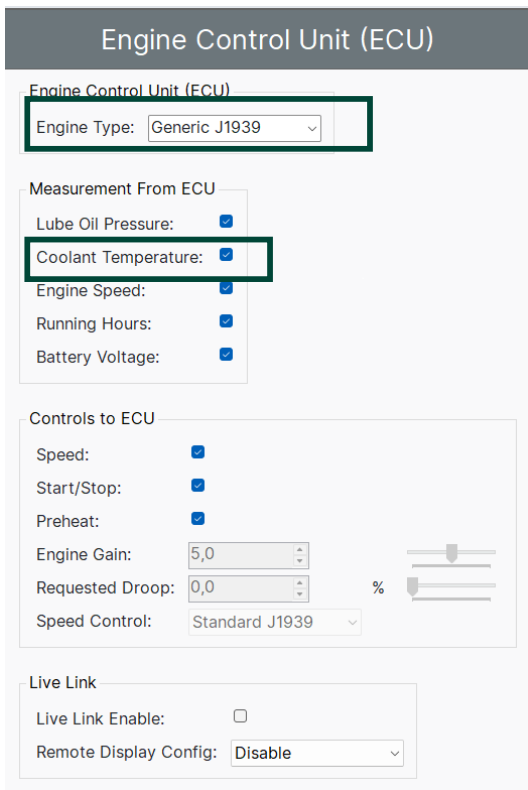 Engine Control Unit (ECU)
Engine Control Unit (ECU)
Engine Type: Generic J1939
Measurement From ECU
Lube Oil Pressure:
Coolant Temperature:
Engine Speed:
Running Hours:
Battery Voltage:
Controls to ECU
Speed:
Start/Stop:
Preheat:
Engine Gain: 5,0
Requested Droop: 0,0 %
Speed Control: Standard J1939
Live Link
Live Link Enable:
Remote Display Config: Disable